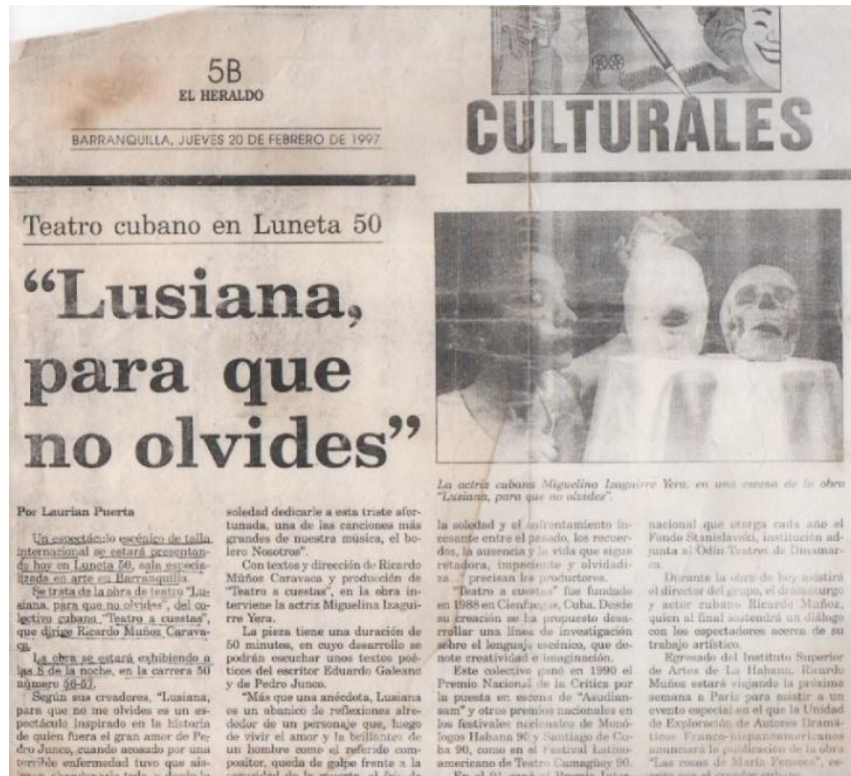 5B
EL HERALDO
BARRANQUILLA, JUEVES 20 DE FEBRERO DE 1997
CULTURALES
Teatro cubano en Luneta 50
“Lusiana,
para que
no olvides”
La actriz cubana Miguelina Izaguirre Yera, en una escena de la obra
"Lusiana, para que no olvides".
Por Laurian Puerta
Un espectáculo escénico de talla
internacional se estará presentan-
do hoy en Luneta 50, sala especia-
lizada en arte en Barranquilla.
Se trata de la obra de teatro "Lu-
siana, para que no olvides", del co-
lectivo cubano, "Teatro a cuestas",
que dirige Ricardo Muñoz Carava-
ca.
La obra se estará exhibiendo a
las 8 de la noche, en la carrera 50
número 56-57.
Según sus creadores, "Lusiana,
para que no me olvides es un es-
pectáculo inspirado en la historia
de quien fuera el gran amor de Pe-
dro Junco, cuando acosado por una
terrible enfermedad tuvo que
soledad dedicarle a esta triste afor-
tunada, una de las canciones más
grandes de nuestra música, el bo-
lero Nosotros".
Con textos y dirección de Ricardo
Múñoz Caravaca y producción de
"Teatro a cuestas", en la obra in-
terviene la actriz Miguelina Izagui-
rre Yera.
La pieza tiene una duración de
50 minutos, en cuyo desarrollo se
podrán escuchar unos textos poé-
ticos del escritor Eduardo Galeano
y de Pedro Junco.
"Más que una anécdota, Lusiana
es un abanico de reflexiones alre-
dedor de un personaje que, luego
de vivir el amor y la brillantez de
un hombre como el referido com-
positor, queda de golpe frente a la
la soledad y el enfrentamiento in-
cesante entre el pasado, los recuer-
dos, la ausencia y la vida que sigue
retadora, impaciente y olvidadi-
za precisan los productores.
"Teatro a cuestas" fue fundado
en 1988 en Cienfuegos, Cuba. Desde
su creación se ha propuesto desa-
rrollar una línea de investigación
sobre el lenguaje escénico, que de-
note creatividad e imaginación.
Este colectivo ganó en 1990 el
Premio Nacional de la Crítica por
la puesta en escena de
y otros premios nacionales en
los festivales nacionales de Monó-
logos Habana 90 y Santiago de Cu-
ba 90, como en el Festival Latino-
americano de Teatro Camagüey 90.
En el 91 ganó el Premio Inter-
nacional que otorga cada año el
Fondo Stanislavski, institución ad-
junta al Odin Teatret de Dinamar-
ca.
Durante la obra de hoy asistirá
el director del grupo, el dramaturgo
y actor cubano Ricardo Muñoz,
quien al final sostendrá un diálogo
con los espectadores acerca de su
trabajo artístico.
Egresado del Instituto Superior
de Artes de La Habana, Ricardo
Muñoz estará viajando la próxima
semana a París para asistir a un
evento especial en el que la Unidad
de Exploración de Autores Dramá-
ticos Franco-hispanoamericanos
anunciará la publicación de la obra
"Las rosas de María Fonseca", es-